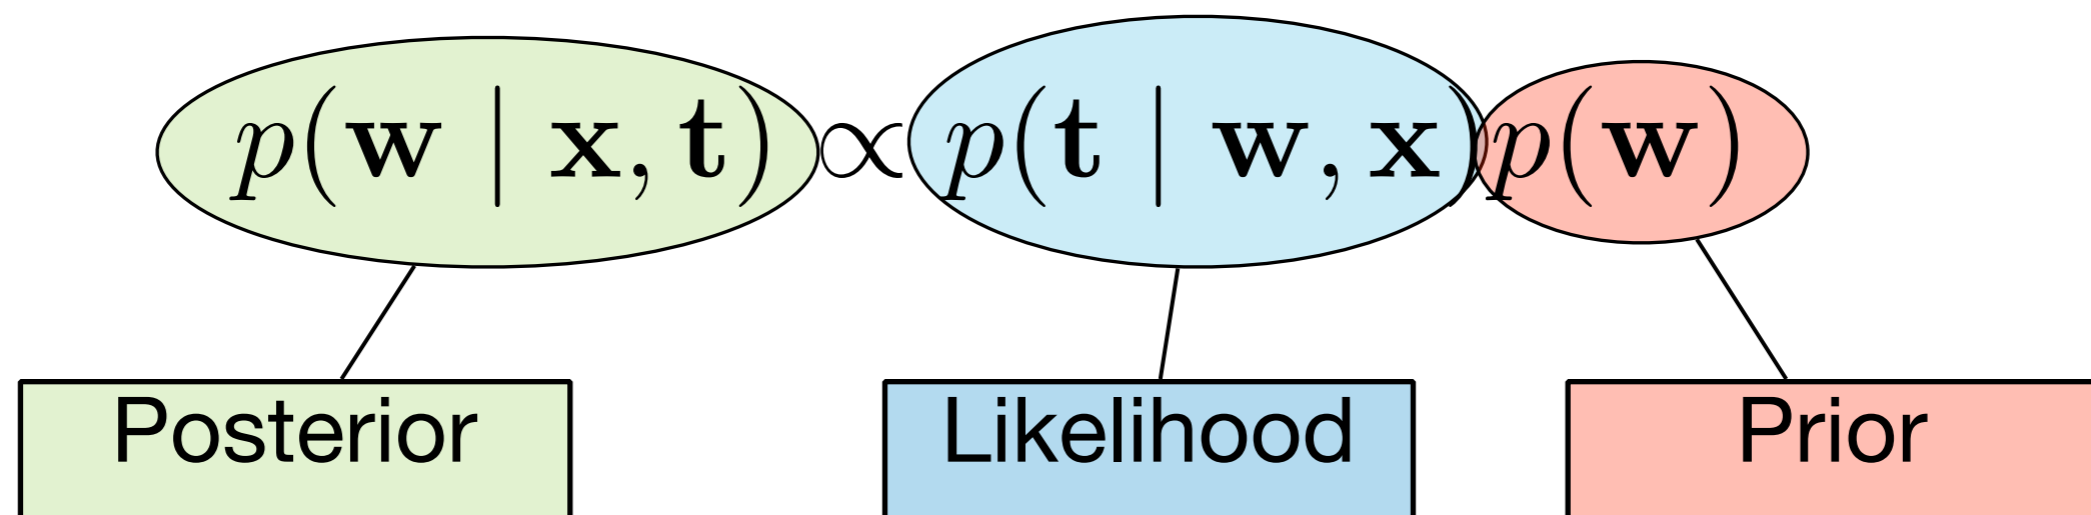 p(w | x, t) ∝ p(t | w, x)p(w)
Posterior Likelihood Prior